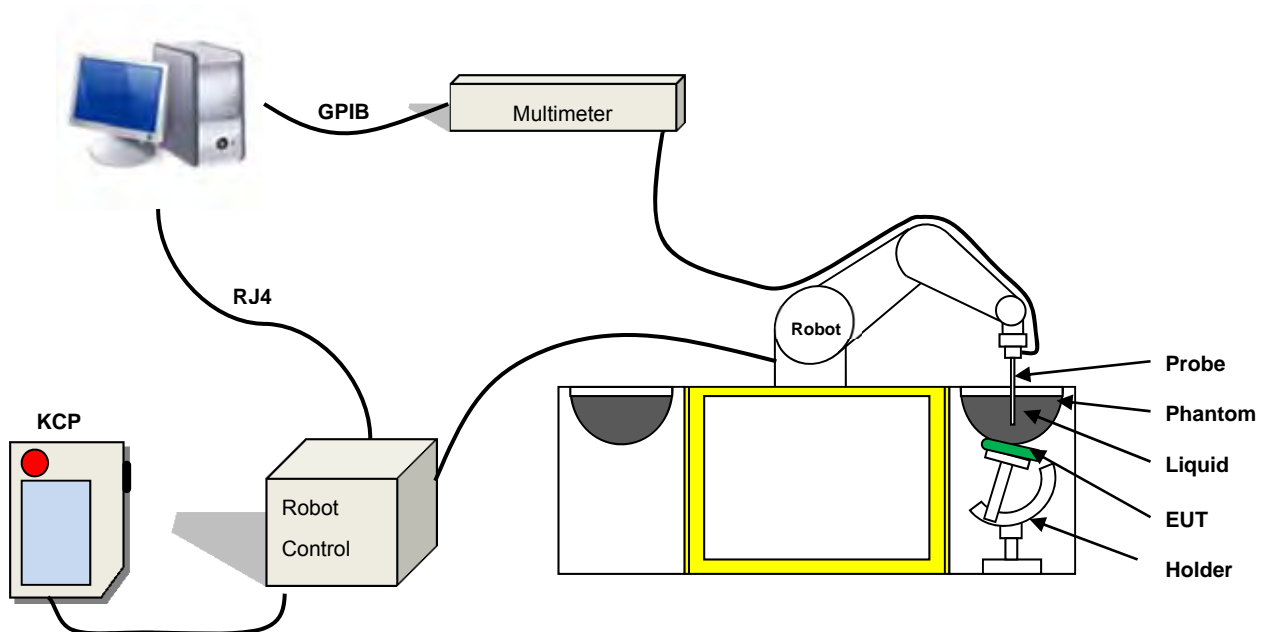 GPIB
Multimeter
RJ4
Robot
Probe
Phantom
KCP
Liquid
Robot
Control
EUT
Holder